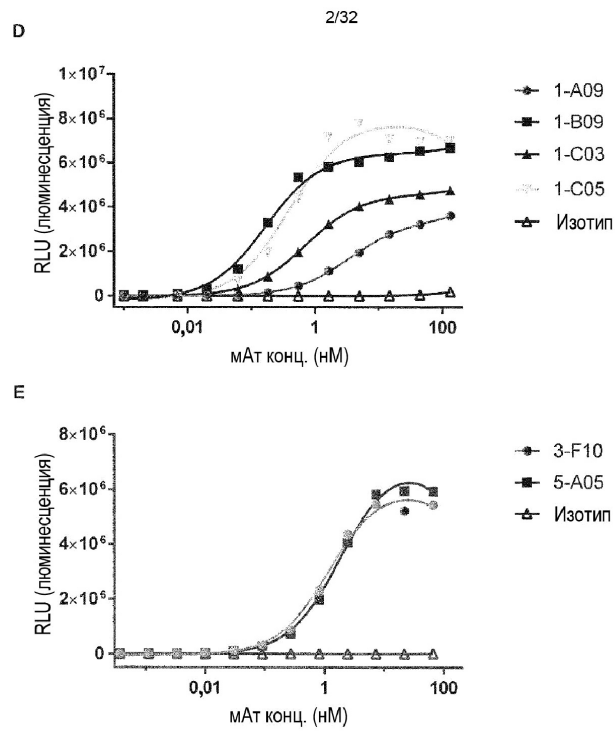 2/32
D
RLU (люминесценция)
1×10⁷
8×10⁶
6×10⁶
4×10⁶
2×10⁶
0
0,01
1
100
мАт конц. (нМ)
1-A09
1-B09
1-C03
1-C05
Изотип
E
RLU (люминесценция)
8×10⁶
6×10⁶
4×10⁶
2×10⁶
0
0,01
1
100
мАт конц. (нМ)
3-F10
5-A05
Изотип